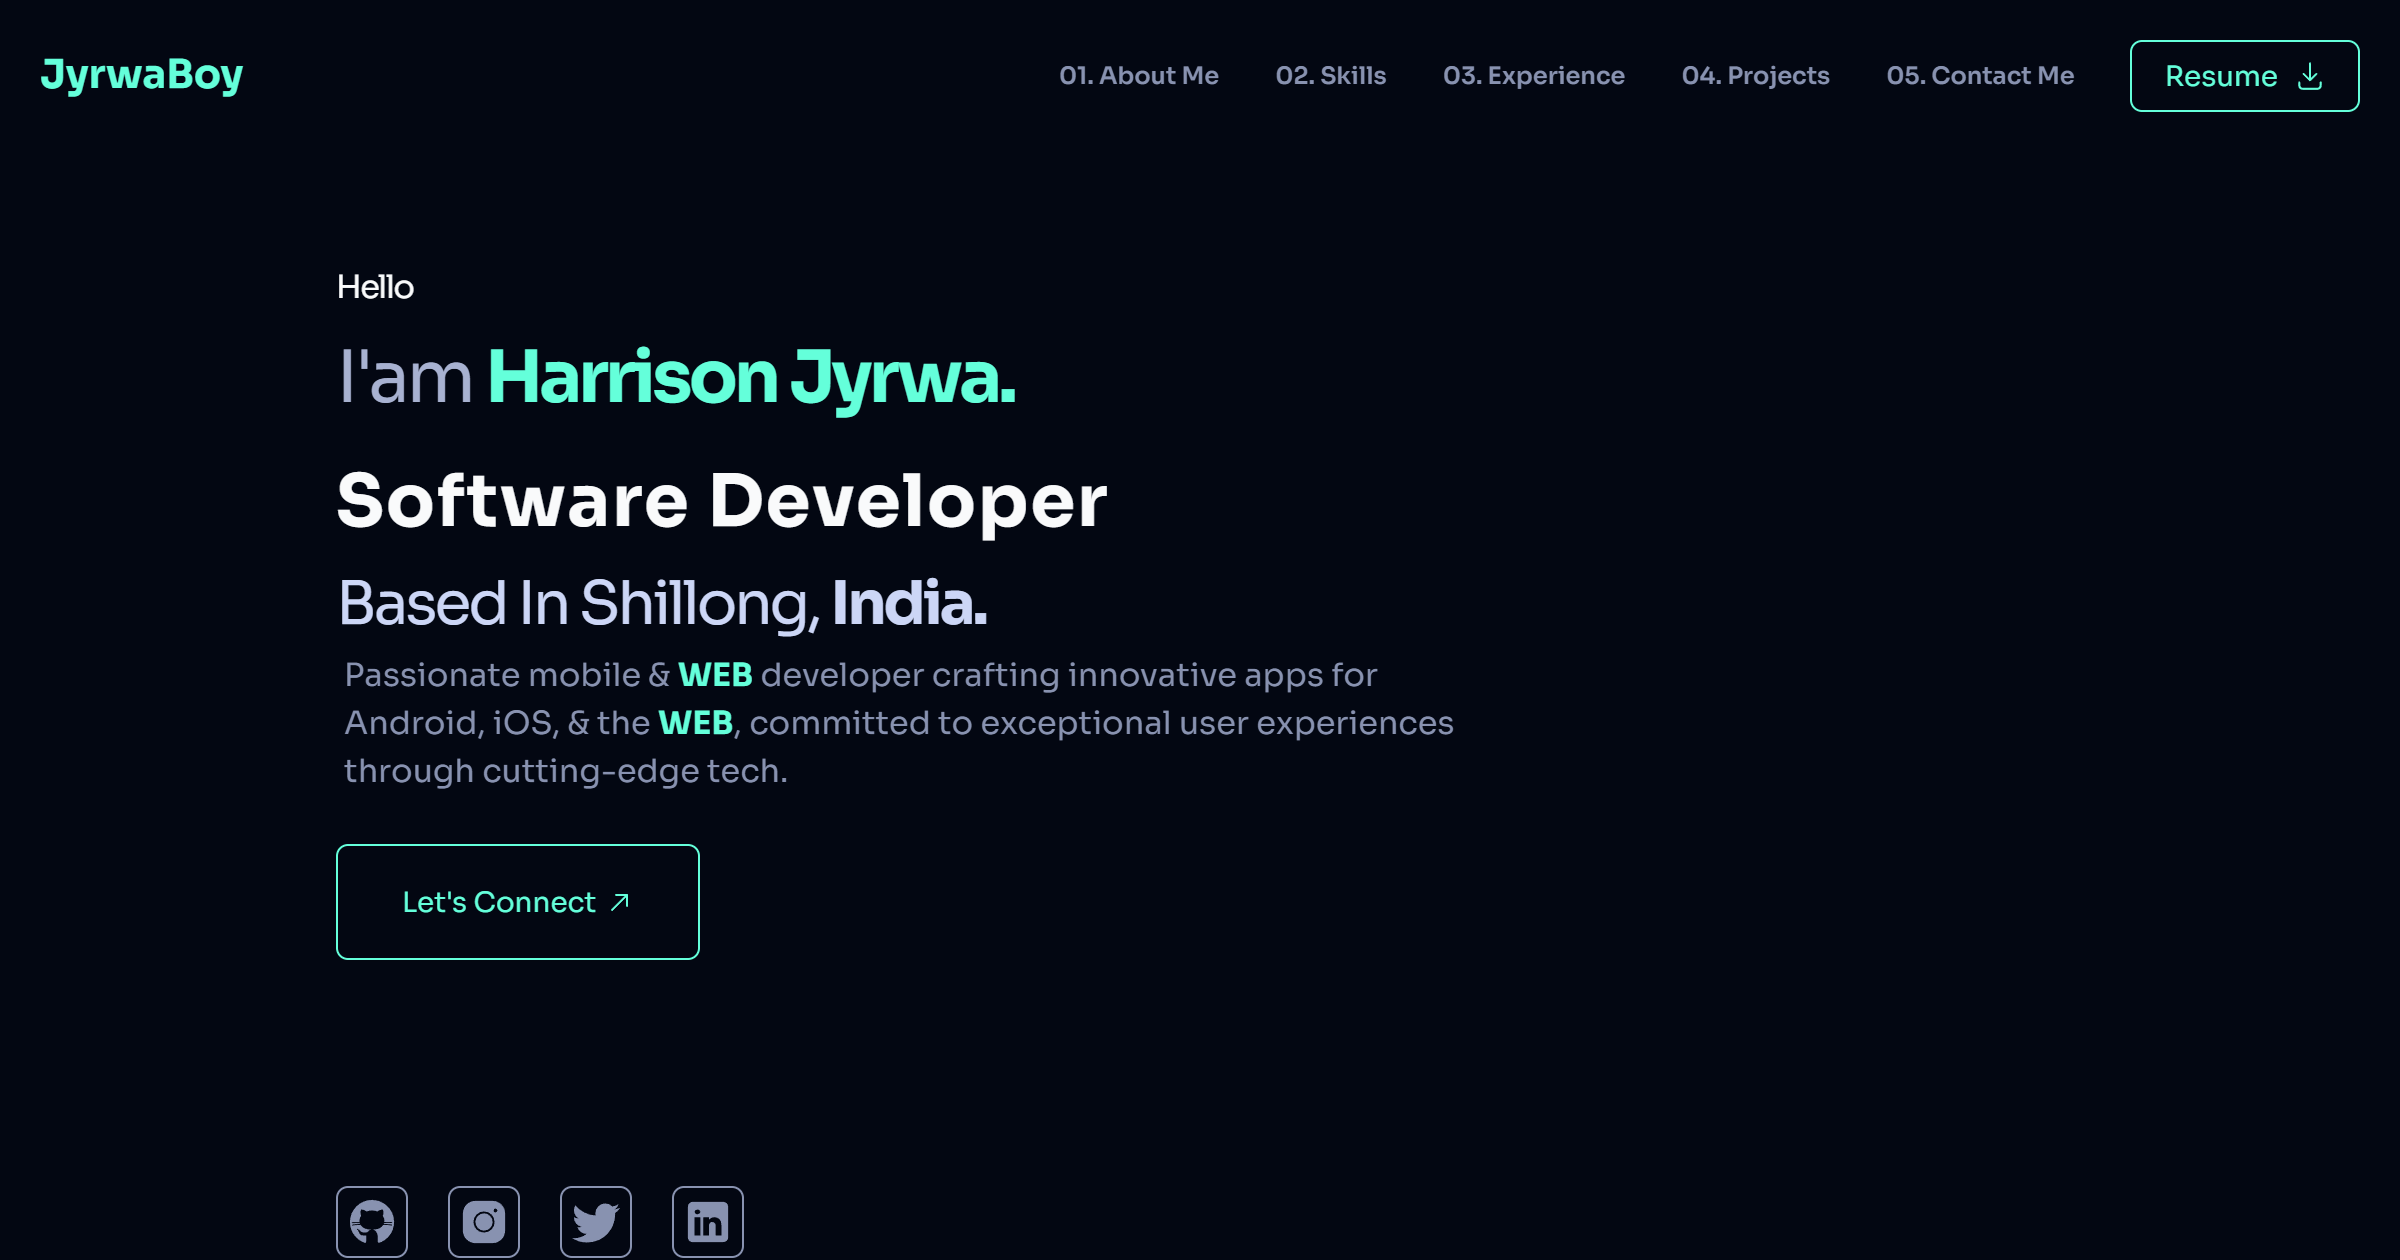 JyrwaBoy
01. About Me
02. Skills
03. Experience
04. Projects
05. Contact Me
Resume
Hello
I'am Harrison Jyrwa.
Software Developer
Based In Shillong, India.
Passionate mobile & WEB developer crafting innovative apps for
Android, iOS, & the WEB, committed to exceptional user experiences
through cutting-edge tech.
Let's Connect
in